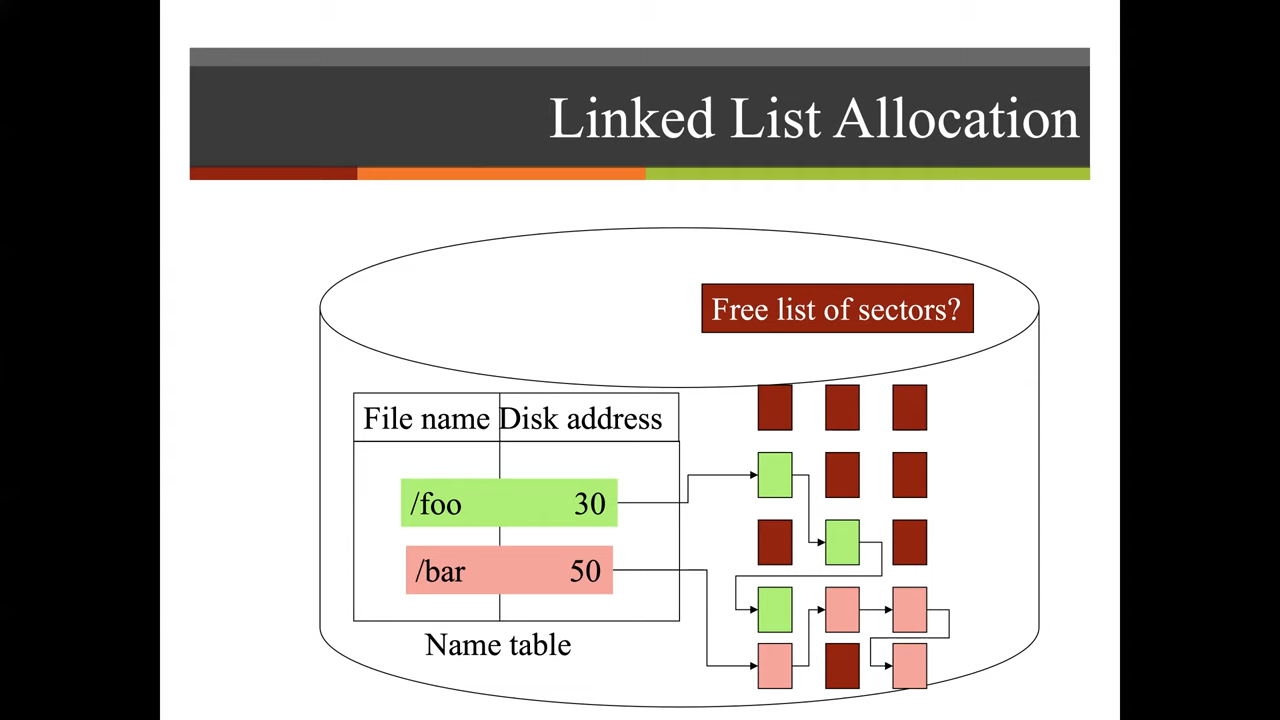 Linked List Allocation
Free list of sectors?
File name Disk address
/foo 30
/bar 50
Name table